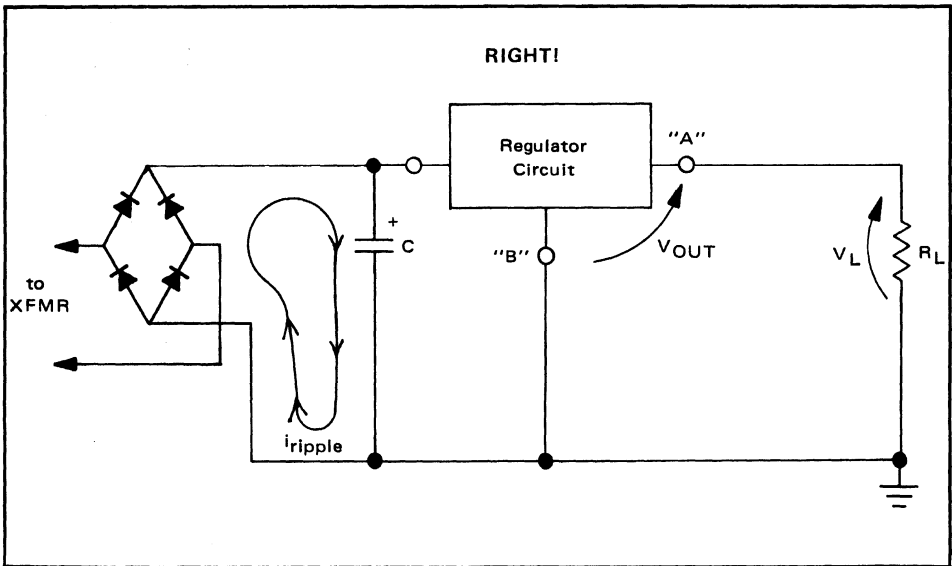 RIGHT!
Regulator
Circuit
"A"
"B"
VOUT
VL
RL
+
C
to
XFMR
iripple